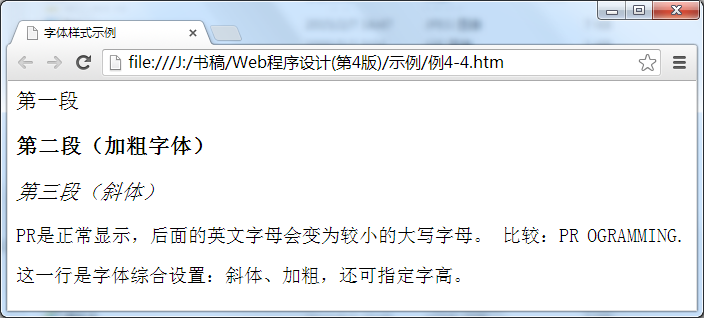 字体样式示例
file:///J:/书稿/Web程序设计(第4版)/示例/例4-4.htm
第一段
第二段（加粗字体）
第三段（斜体）
PR是正常显示，后面的英文字母会变为较小的大写字母。 比较：PR OGRAMMING.
这一行是字体综合设置：斜体、加粗，还可指定字高。